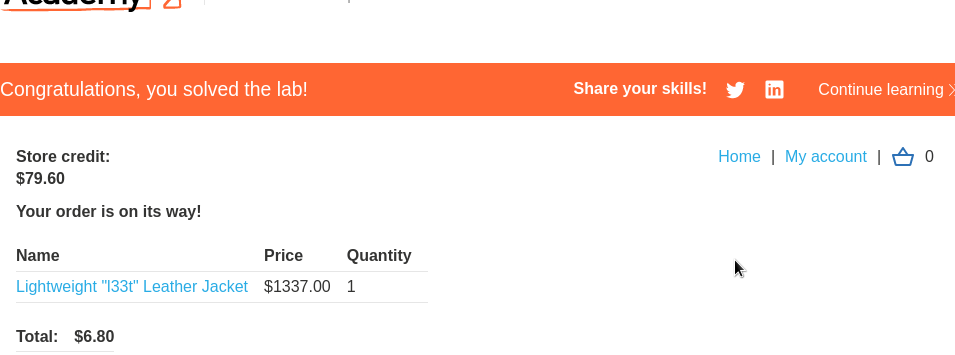 Academy
Congratulations, you solved the lab!
Share your skills!
Continue learning
Store credit:
$79.60
Home | My account | 0
Your order is on its way!
Name Price Quantity
Lightweight "l33t" Leather Jacket $1337.00 1
Total: $6.80